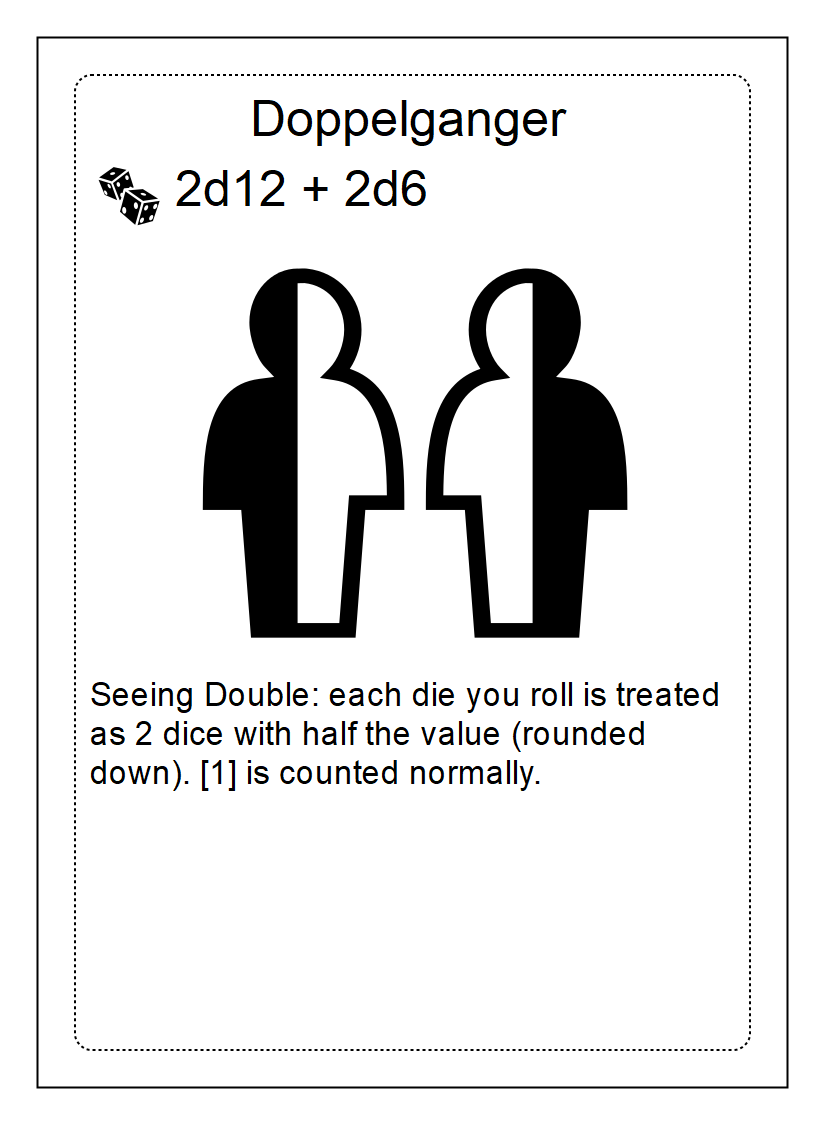 Doppelganger
2d12 + 2d6
Seeing Double: each die you roll is treated
as 2 dice with half the value (rounded
down). [1] is counted normally.